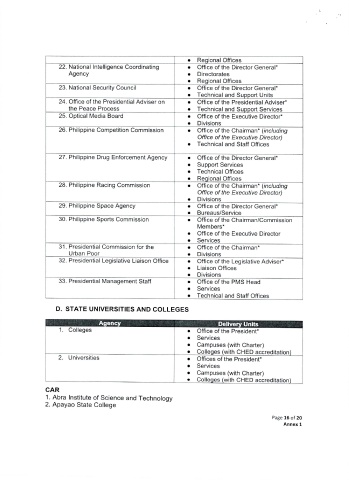 • Regional Offices
22. National Intelligence Coordinating Agency
• Office of the Director General*
• Directorates
• Regional Offices
23. National Security Council
• Office of the Director General*
• Technical and Support Units
24. Office of the Presidential Adviser on the Peace Process
• Office of the Presidential Adviser*
• Technical and Support Services
25. Optical Media Board
• Office of the Executive Director*
• Divisions
26. Philippine Competition Commission
• Office of the Chairman* (including
Office of the Executive Director)
• Technical and Staff Offices
27. Philippine Drug Enforcement Agency
• Office of the Director General*
• Support Services
• Technical Offices
• Regional Offices
28. Philippine Racing Commission
• Office of the Chairman* (including
Office of the Executive Director)
• Divisions
29. Philippine Space Agency
• Office of the Director General*
• Bureaus/Service
30. Philippine Sports Commission
• Office of the Chairman/Commission
Members*
• Office of the Executive Director
• Services
31. Presidential Commission for the
Urban Poor
• Office of the Chairman*
• Divisions
32. Presidential Legislative Liaison Office
• Office of the Legislative Adviser*
• Liaison Offices
• Divisions
33. Presidential Management Staff
• Office of the PMS Head
• Services
• Technical and Staff Offices
D. STATE UNIVERSITIES AND COLLEGES
Agency Delivery Units
1. Colleges
• Office of the President*
• Services
• Campuses (with Charter)
• Colleges (with CHED accreditation)
2. Universities
• Offices of the President*
• Services
• Campuses (with Charter)
• Colleges (with CHED accreditation)
CAR
1. Abra Institute of Science and Technology
2. Apayao State College
Page 16 of 20
Annex 1